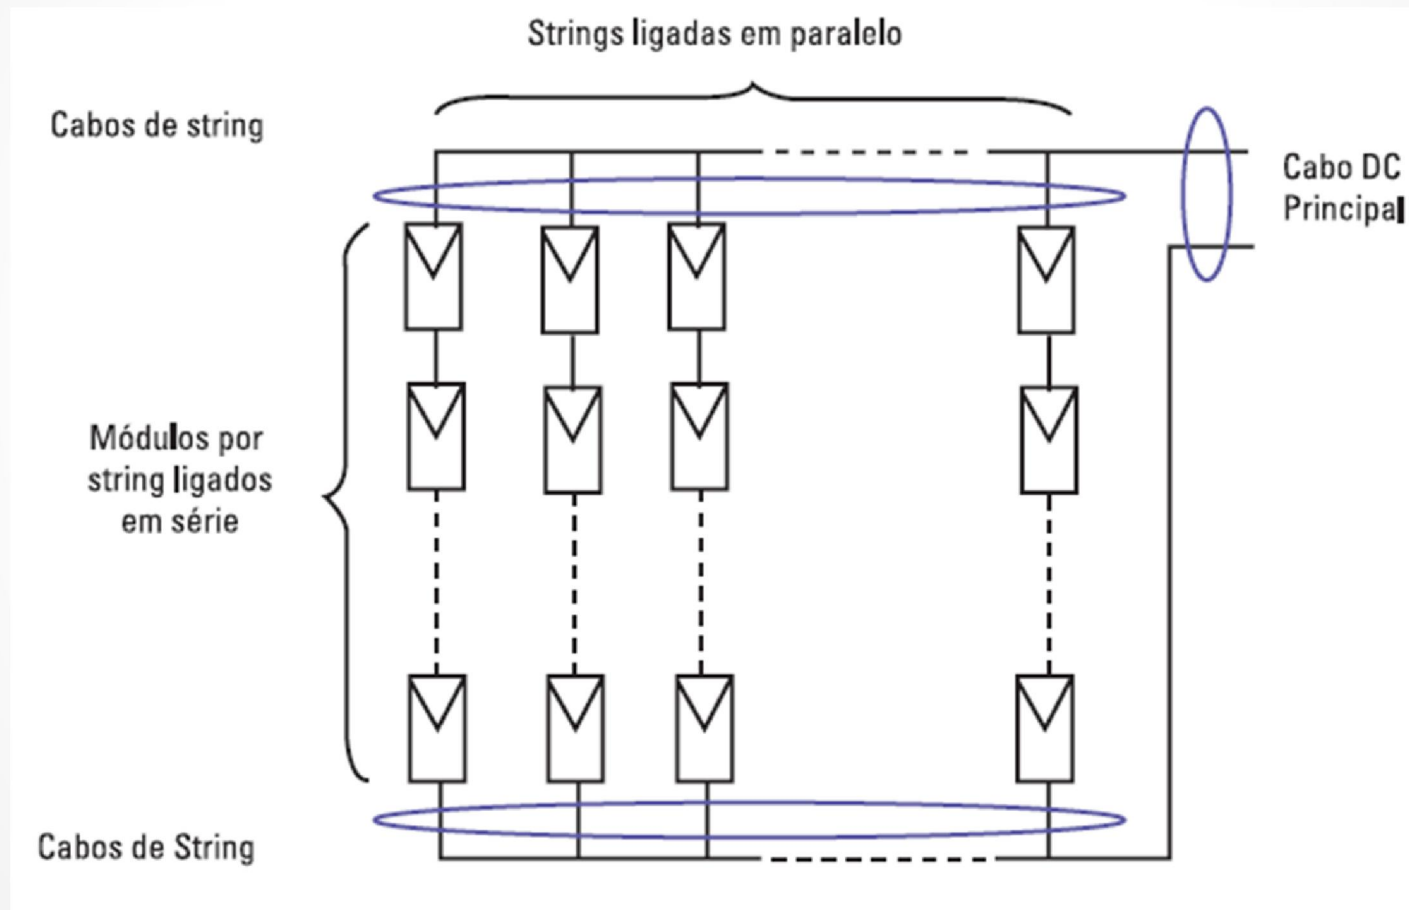 Strings ligadas em paralelo
Cabos de string
Cabo DC
Principal
Módulos por
string ligados
em série
Cabos de String